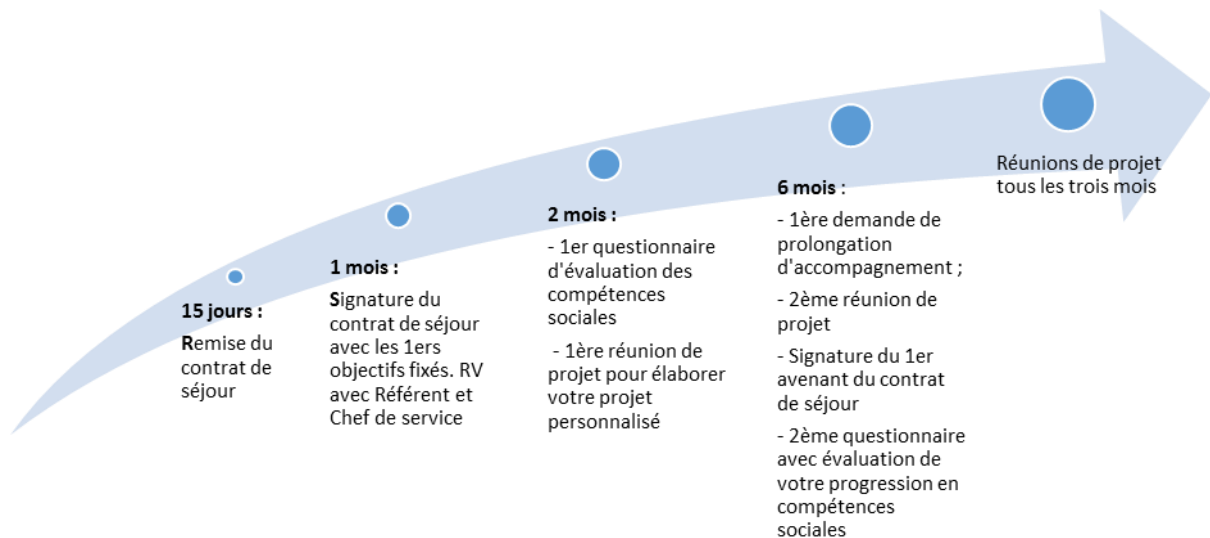 15 jours :
Remise du
contrat de
séjour
1 mois :
Signature du
contrat de séjour
avec les 1ers
objectifs fixés. RV
avec Référent et
Chef de service
2 mois :
- 1er questionnaire
d'évaluation des
compétences
sociales
- 1ère réunion de
projet pour élaborer
votre projet
personnalisé
6 mois :
- 1ère demande de
prolongation
d'accompagnement ;
- 2ème réunion de
projet
- Signature du 1er
avenant du contrat
de séjour
- 2ème questionnaire
avec évaluation de
votre progression en
compétences
sociales
Réunions de projet
tous les trois mois